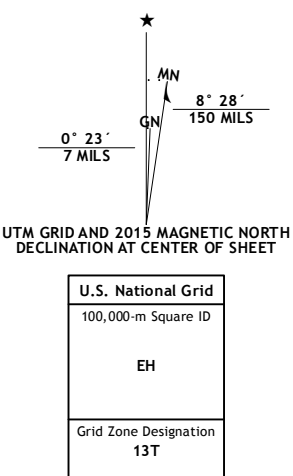 ★
MN
GN
8° 28´
150 MILS
0° 23´
7 MILS
UTM GRID AND 2015 MAGNETIC NORTH
DECLINATION AT CENTER OF SHEET
U.S. National Grid
100,000-m Square ID
EH
Grid Zone Designation
13T